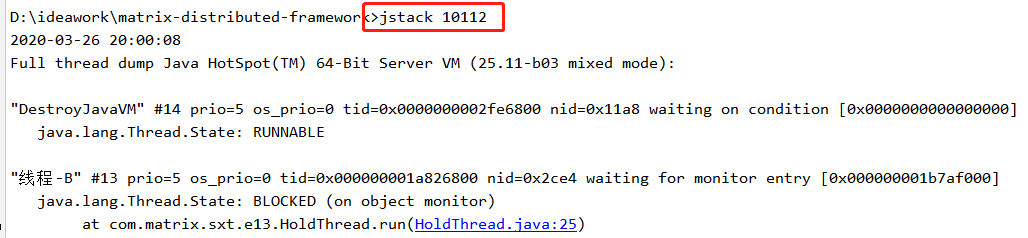 D:\ideawork\matrix-distributed-framework>jstack 10112
2020-03-26 20:00:08
Full thread dump Java HotSpot(TM) 64-Bit Server VM (25.11-b03 mixed mode):
"DestroyJavaVM" #14 prio=5 os_prio=0 tid=0x0000000002fe6800 nid=0x11a8 waiting on condition [0x0000000000000000]
java.lang.Thread.State: RUNNABLE
"线程-B" #13 prio=5 os_prio=0 tid=0x000000001a826800 nid=0x2ce4 waiting for monitor entry [0x000000001b7af000]
java.lang.Thread.State: BLOCKED (on object monitor)
at com.matrix.sxt.e13.HoldThread.run(HoldThread.java:25)